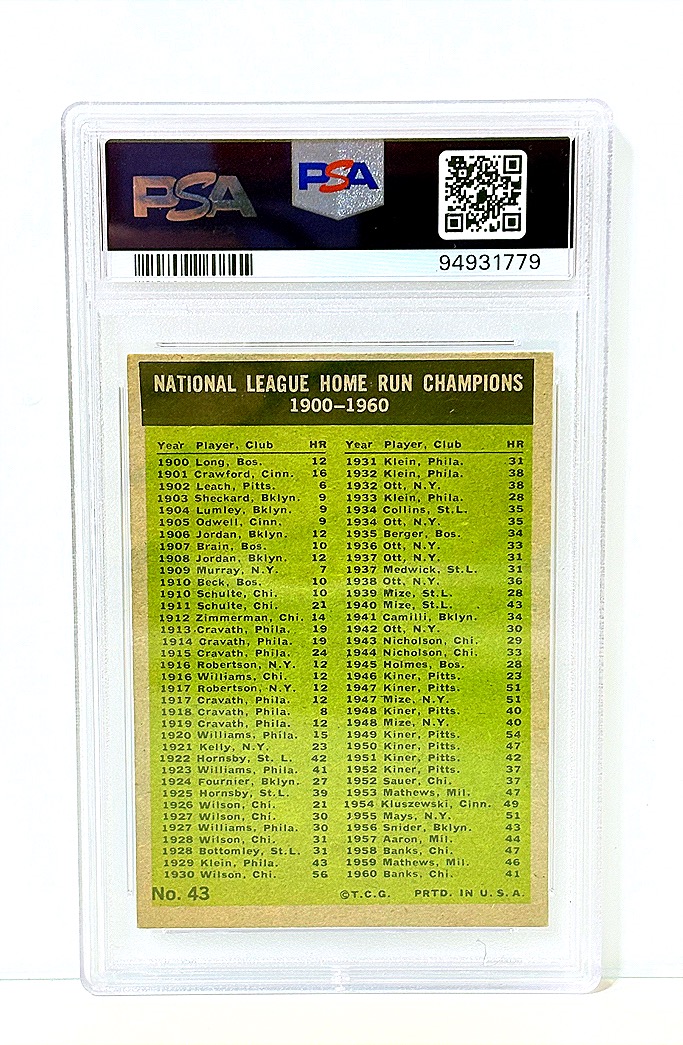 PSA
PSA
94931779
NATIONAL LEAGUE HOME RUN CHAMPIONS
1900–1960
Year Player, Club HR
1900 Long, Bos. 12
1901 Crawford, Cinn. 16
1902 Leach, Pitts. 6
1903 Sheckard, Bklyn. 9
1904 Lumley, Bklyn. 9
1905 Odwell, Cinn. 9
1906 Jordan, Bklyn. 12
1907 Brain, Bos. 10
1908 Jordan, Bklyn. 12
1909 Murray, N.Y. 7
1910 Beck, Bos. 10
1910 Schulte, Chi. 10
1911 Schulte, Chi. 21
1912 Zimmerman, Chi. 14
1913 Cravath, Phila. 19
1914 Cravath, Phila. 19
1915 Cravath, Phila. 24
1916 Robertson, N.Y. 12
1916 Williams, Chi. 12
1917 Robertson, N.Y. 12
1917 Cravath, Phila. 12
1918 Cravath, Phila. 8
1919 Cravath, Phila. 12
1920 Williams, Phila. 15
1921 Kelly, N.Y. 23
1922 Hornsby, St. L. 42
1923 Williams, Phila. 41
1924 Fournier, Bklyn. 27
1925 Hornsby, St.L. 39
1926 Wilson, Chi. 21
1927 Wilson, Chi. 30
1927 Williams, Phila. 30
1928 Wilson, Chi. 31
1928 Bottomley, St.L. 31
1929 Klein, Phila. 43
1930 Wilson, Chi. 56
Year Player, Club HR
1931 Klein, Phila. 31
1932 Klein, Phila. 38
1932 Ott, N.Y. 38
1933 Klein, Phila. 28
1934 Collins, St.L. 35
1934 Ott, N.Y. 35
1935 Berger, Bos. 34
1936 Ott, N.Y. 33
1937 Ott, N.Y. 31
1937 Medwick, St.L. 31
1938 Ott, N.Y. 36
1939 Mize, St.L. 28
1940 Mize, St.L. 43
1941 Camilli, Bklyn. 34
1942 Ott, N.Y. 30
1943 Nicholson, Chi. 29
1944 Nicholson, Chi. 33
1945 Holmes, Bos. 28
1946 Kiner, Pitts. 23
1947 Kiner, Pitts. 51
1947 Mize, N.Y. 51
1948 Kiner, Pitts. 40
1948 Mize, N.Y. 40
1949 Kiner, Pitts. 54
1950 Kiner, Pitts. 47
1951 Kiner, Pitts. 42
1952 Kiner, Pitts. 37
1952 Sauer, Chi. 37
1953 Mathews, Mil. 47
1954 Kluszewski, Cinn. 49
1955 Mays, N.Y. 51
1956 Snider, Bklyn. 43
1957 Aaron, Mil. 44
1958 Banks, Chi. 47
1959 Mathews, Mil. 46
1960 Banks, Chi. 41
No. 43
©T.C.G. PRTD. IN U.S.A.